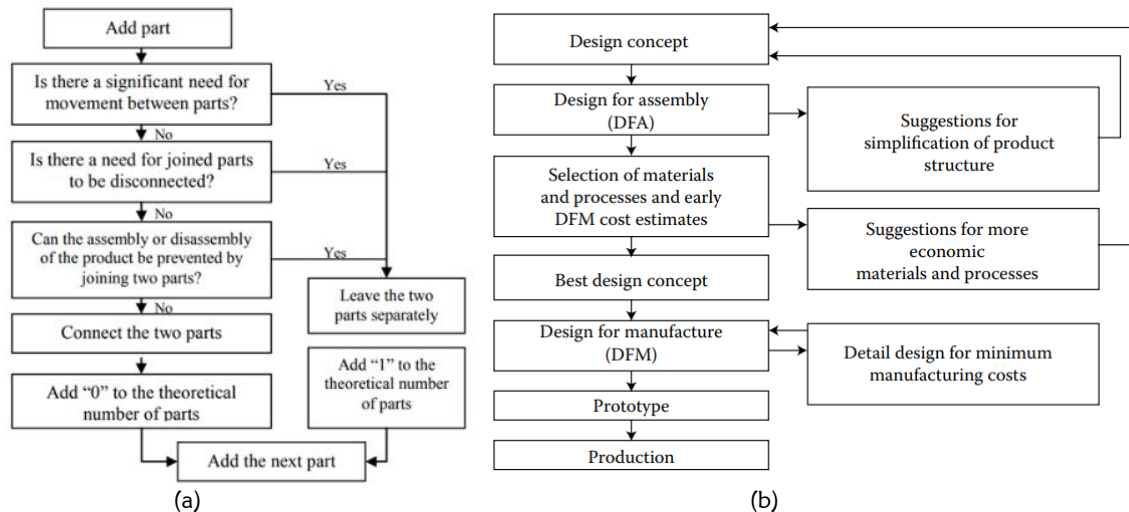 Add part
Is there a significant need for
movement between parts?
Yes
No
Is there a need for joined parts
to be disconnected?
Yes
No
Can the assembly or disassembly
of the product be prevented by
joining two parts?
Yes
No
Leave the two
parts separately
Connect the two parts
Add “1” to the
theoretical number
of parts
Add “0” to the theoretical
number of parts
Add the next part
(a)
Design concept
Design for assembly
(DFA)
Suggestions for
simplification of product
structure
Selection of materials
and processes and early
DFM cost estimates
Suggestions for more
economic
materials and processes
Best design concept
Design for manufacture
(DFM)
Detail design for minimum
manufacturing costs
Prototype
Production
(b)